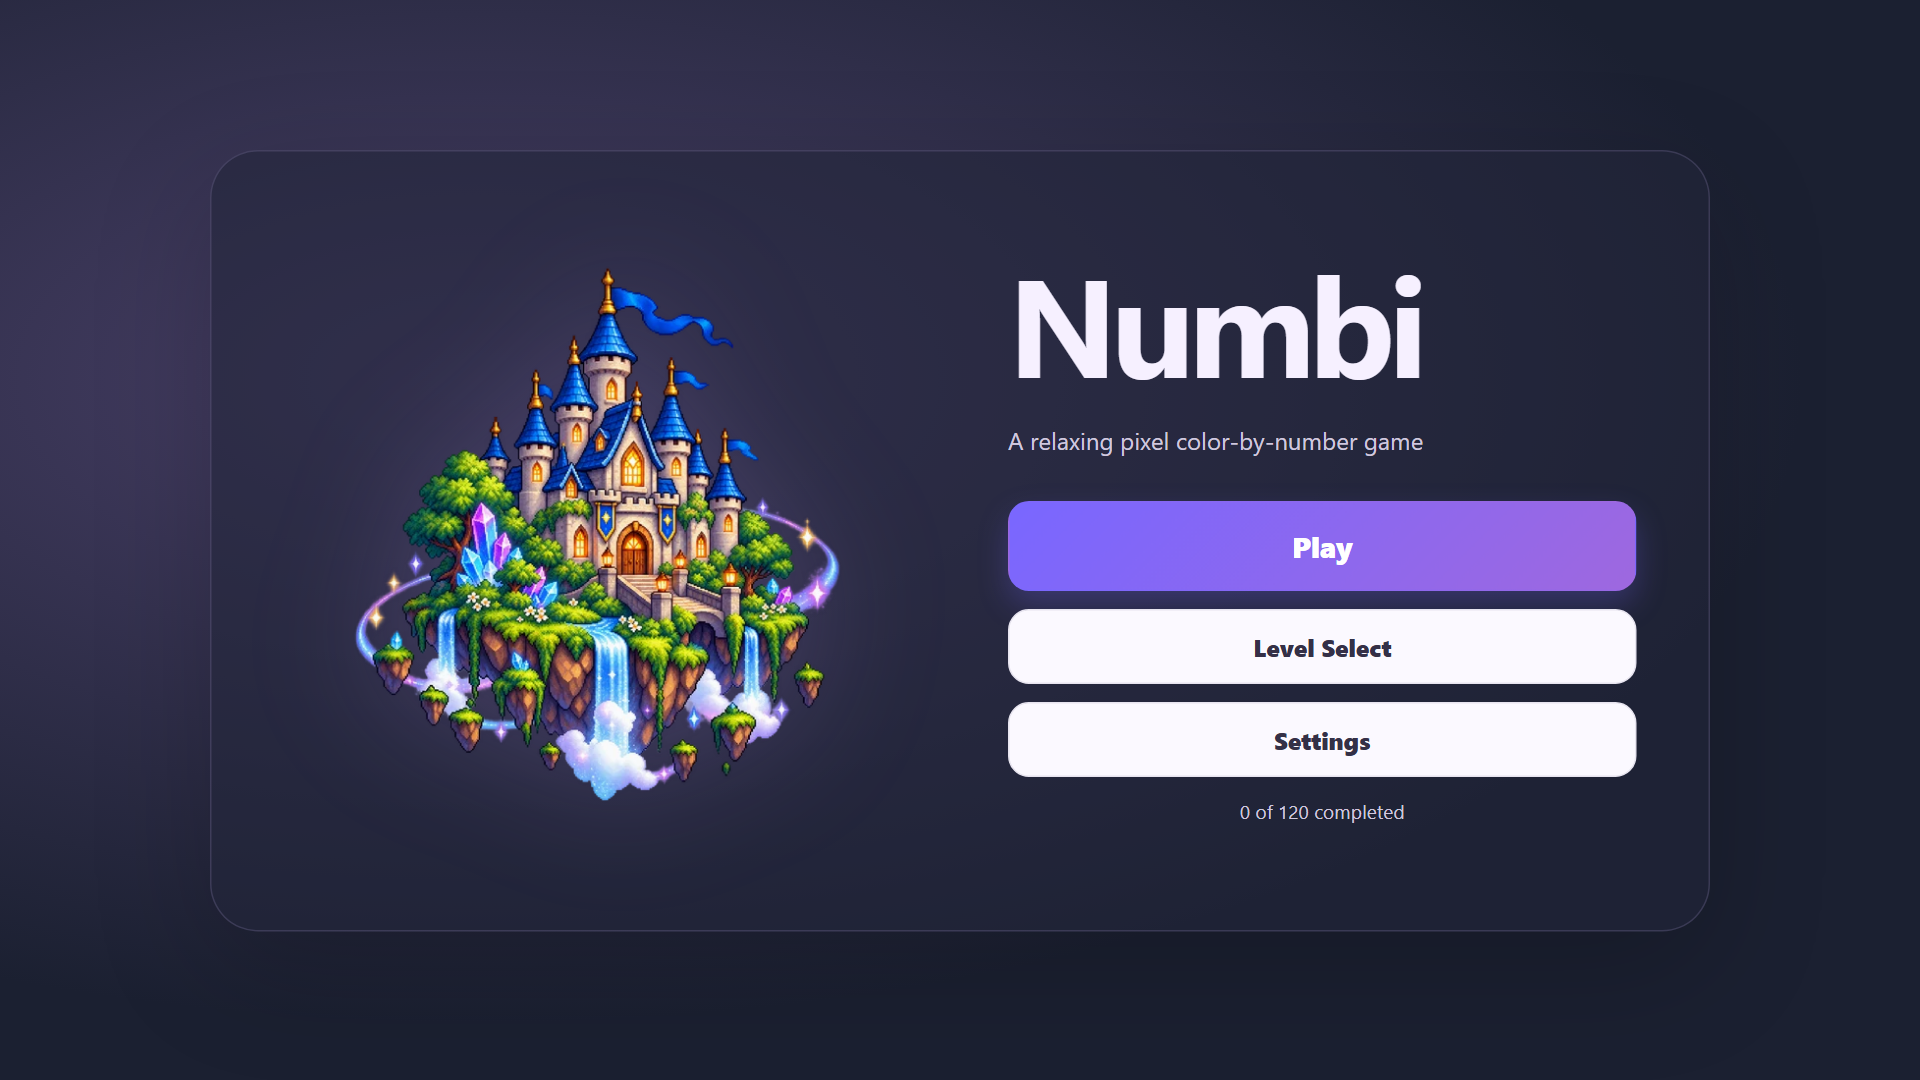 Numbi
A relaxing pixel color-by-number game
Play
Level Select
Settings
0 of 120 completed